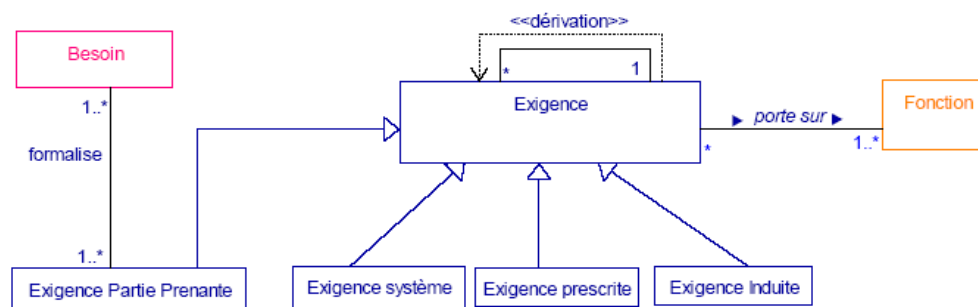 <<dérivation>>
Besoin
* 1
Exigence
Fonction
1..*
porte sur
formalise
*
1..*
1..*
Exigence Partie Prenante
Exigence système
Exigence prescrite
Exigence Induite